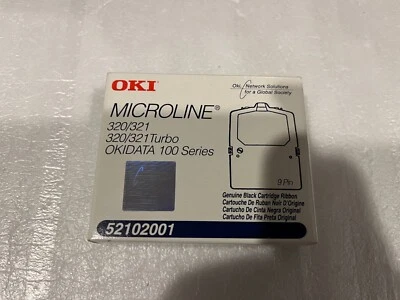 OKI
Oki, Network Solutions
for a Global Society
MICROLINE®
320/321
320/321Turbo
OKIDATA 100 Series
9 Pin
Genuine Black Cartridge Ribbon
Cartouche De Ruban Noir D'Origine
Cartucho De Cinta Negra Original
Cartucho De Fita Preta Original
52102001